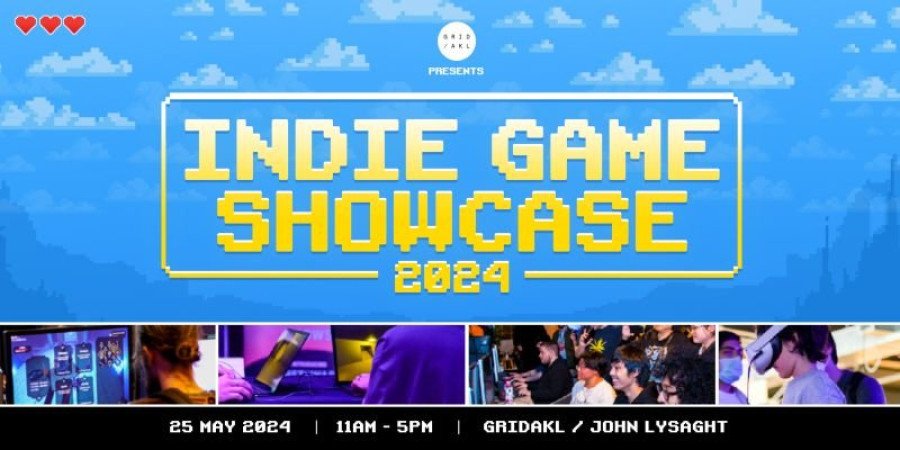 GRID
/AKL
PRESENTS
INDIE GAME
SHOWCASE
2024
25 MAY 2024 | 11AM - 5PM | GRIDAKL / JOHN LYSAGHT